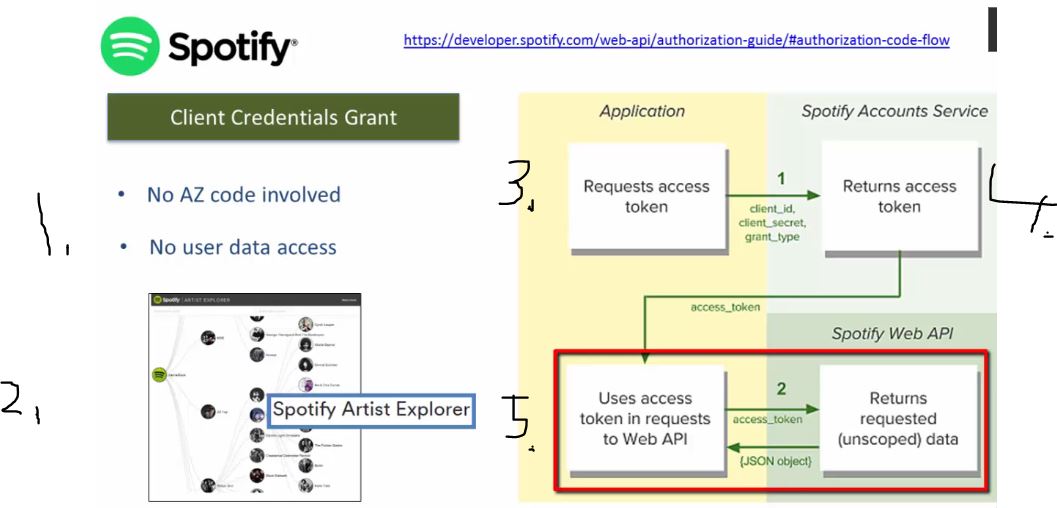 Spotify®
https://developer.spotify.com/web-api/authorization-guide/#authorization-code-flow
Client Credentials Grant
1.
• No AZ code involved
• No user data access
2.
Spotify ARTIST EXPLORER
Spotify Artist Explorer
Application
Spotify Accounts Service
3.
Requests access
token
1
client_id,
client_secret,
grant_type
Returns access
token
4.
access_token
Spotify Web API
5.
Uses access
token in requests
to Web API
2
access_token
{JSON object}
Returns
requested
(unscoped) data